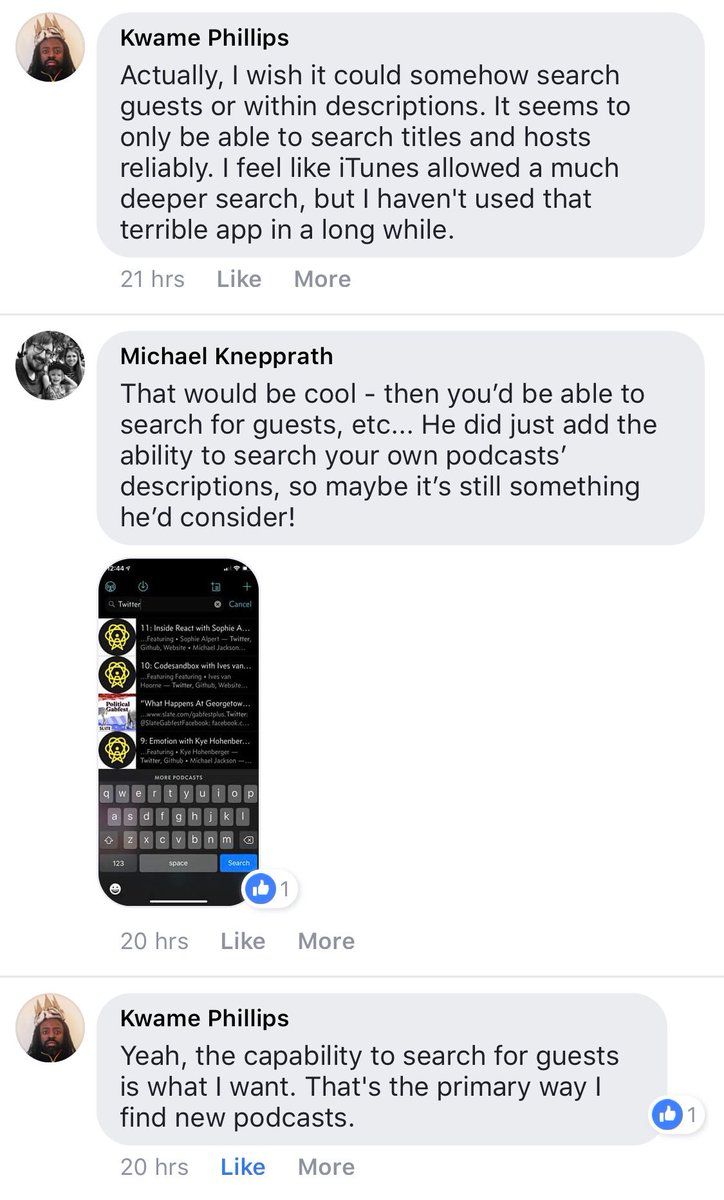 Kwame Phillips
Actually, I wish it could somehow search
guests or within descriptions. It seems to
only be able to search titles and hosts
reliably. I feel like iTunes allowed a much
deeper search, but I haven't used that
terrible app in a long while.
21 hrs Like More
Michael Knepprath
That would be cool - then you’d be able to
search for guests, etc... He did just add the
ability to search your own podcasts’
descriptions, so maybe it’s still something
he’d consider!
12:44
Twitter Cancel
11: Inside React with Sophie A...
...Featuring • Sophie Alpert — Twitter,
Github, Website • Michael Jackson...
10: Codesandbox with Ives van...
...Featuring Featuring • Ives van
Hoorne — Twitter, Github, Website...
Political
Gabfest
SLATE
"What Happens At Georgetow...
...www.slate.com/gabfestplus.Twitter:
@SlateGabfestFacebook: facebook.c...
9: Emotion with Kye Hohenber...
...Featuring • Kye Hohenberger —
Twitter, Github • Michael Jackson —...
MORE PODCASTS
q w e r t y u i o p
a s d f g h j k l
z x c v b n m
123 space Search
1
20 hrs Like More
Kwame Phillips
Yeah, the capability to search for guests
is what I want. That's the primary way I
find new podcasts.
1
20 hrs Like More